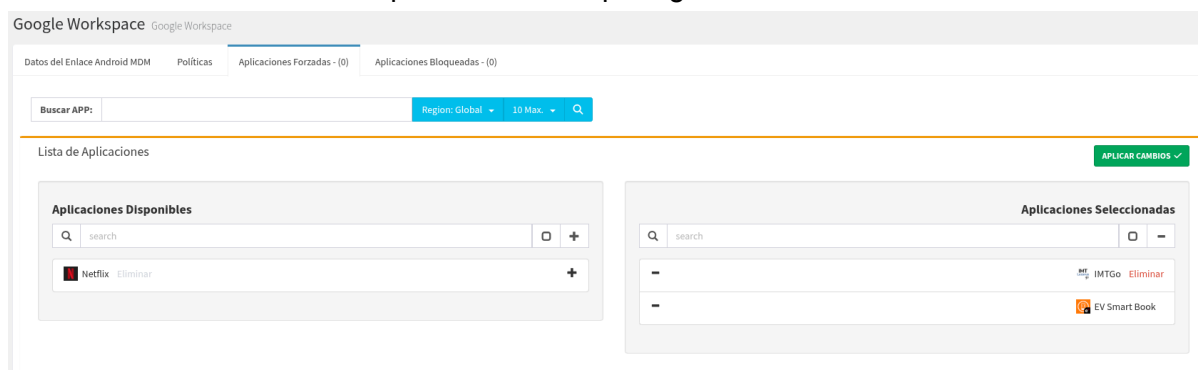 Google Workspace Google Workspace
Datos del Enlace Android MDM Políticas Aplicaciones Forzadas - (0) Aplicaciones Bloqueadas - (0)
Buscar APP: Region: Global 10 Max.
Lista de Aplicaciones APLICAR CAMBIOS
Aplicaciones Disponibles
search
Netflix Eliminar
Aplicaciones Seleccionadas
search
IMTGo Eliminar
EV Smart Book